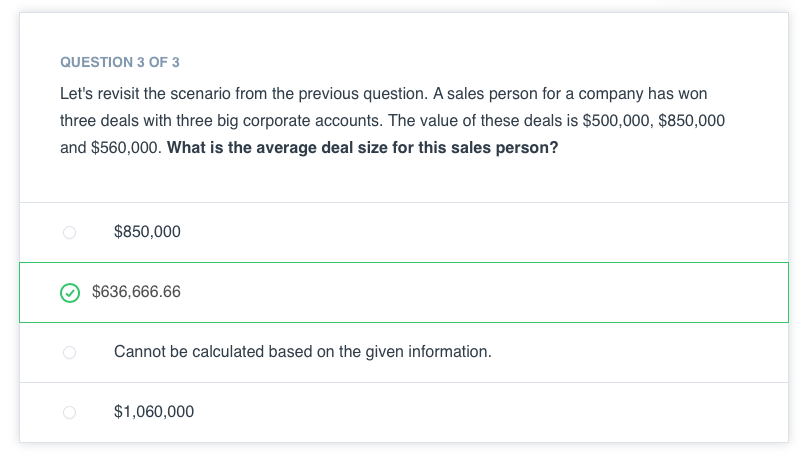 QUESTION 3 OF 3
Let's revisit the scenario from the previous question. A sales person for a company has won
three deals with three big corporate accounts. The value of these deals is $500,000, $850,000
and $560,000. What is the average deal size for this sales person?
$850,000
$636,666.66
Cannot be calculated based on the given information.
$1,060,000